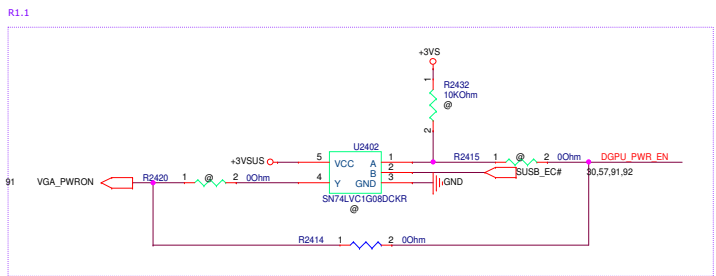 R1.1
+3VS
1
R2432
10KOhm
@
2
U2402
+3VSUS
5
VCC
A
1
R2415
1
@
2
0Ohm
DGPU_PWR_EN
B
2
SUSB_EC#
30,57,91,92
91
VGA_PWRON
R2420
1
@
2
0Ohm
4
Y
GND
3
GND
SN74LVC1G08DCKR
@
R2414
1
2
0Ohm